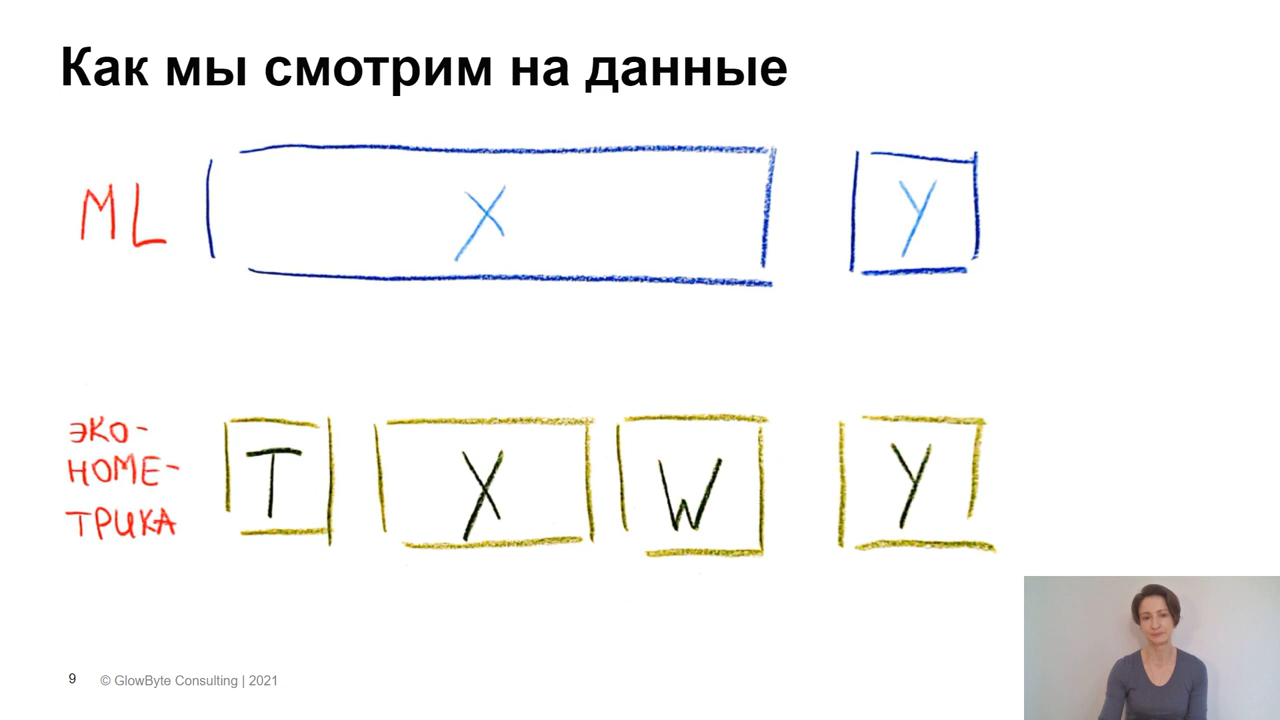 Как мы смотрим на данные
ML
X
Y
ЭКО-
НОМЕ-
ТРИКА
T
X
W
Y
9
© GlowByte Consulting | 2021